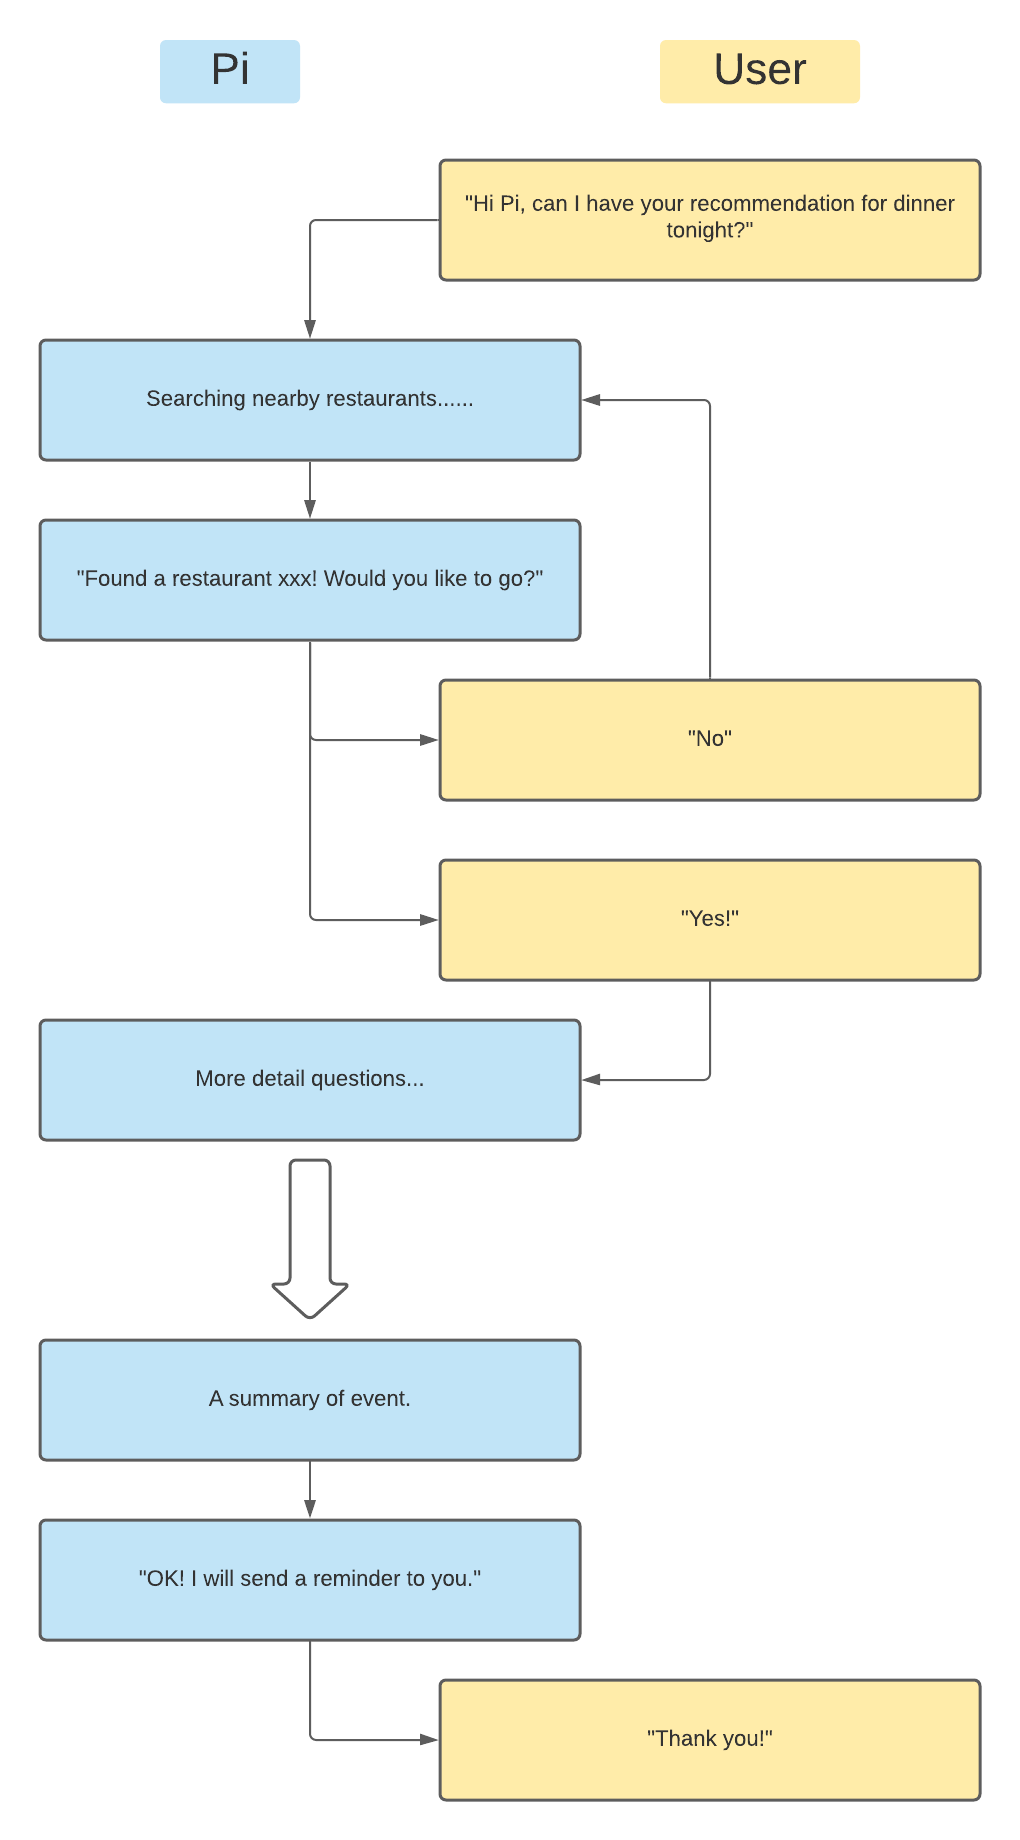 Pi
User
"Hi Pi, can I have your recommendation for dinner
tonight?"
Searching nearby restaurants......
"Found a restaurant xxx! Would you like to go?"
"No"
"Yes!"
More detail questions...
A summary of event.
"OK! I will send a reminder to you."
"Thank you!"